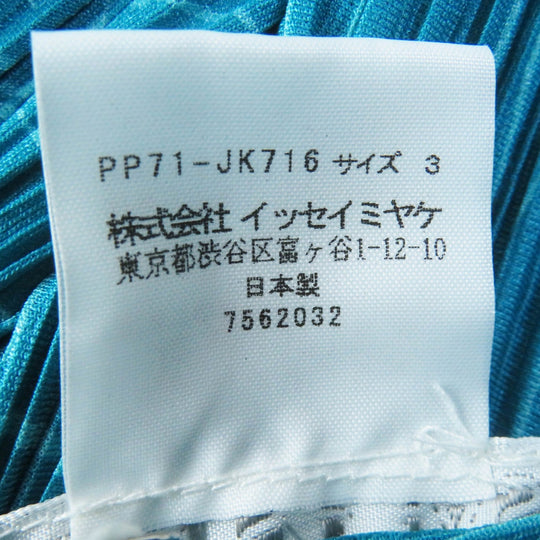 PP71-JK716 サイズ 3
株式会社 イッセイミヤケ
東京都渋谷区富ヶ谷1-12-10
日本製
7562032